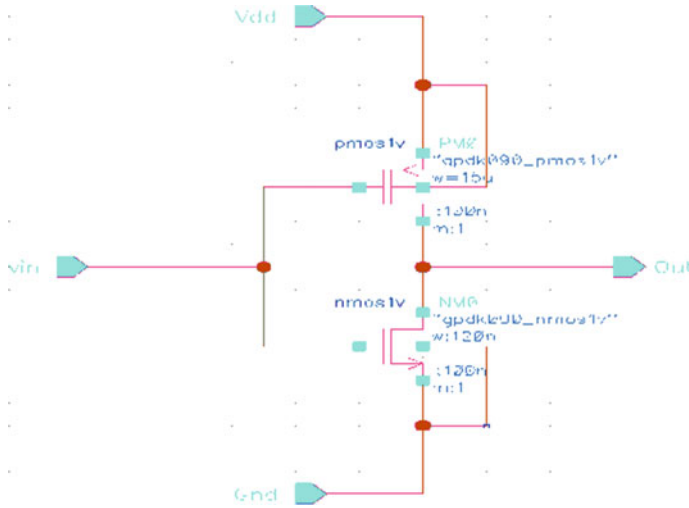 Vdd
pmos1v PM0
"gpdk090_pmos1v"
w=15u
:100n
m:1
vin
Out
nmos1v NM0
"gpdk090_nmos1v"
w:120n
:100n
m:1
Gnd